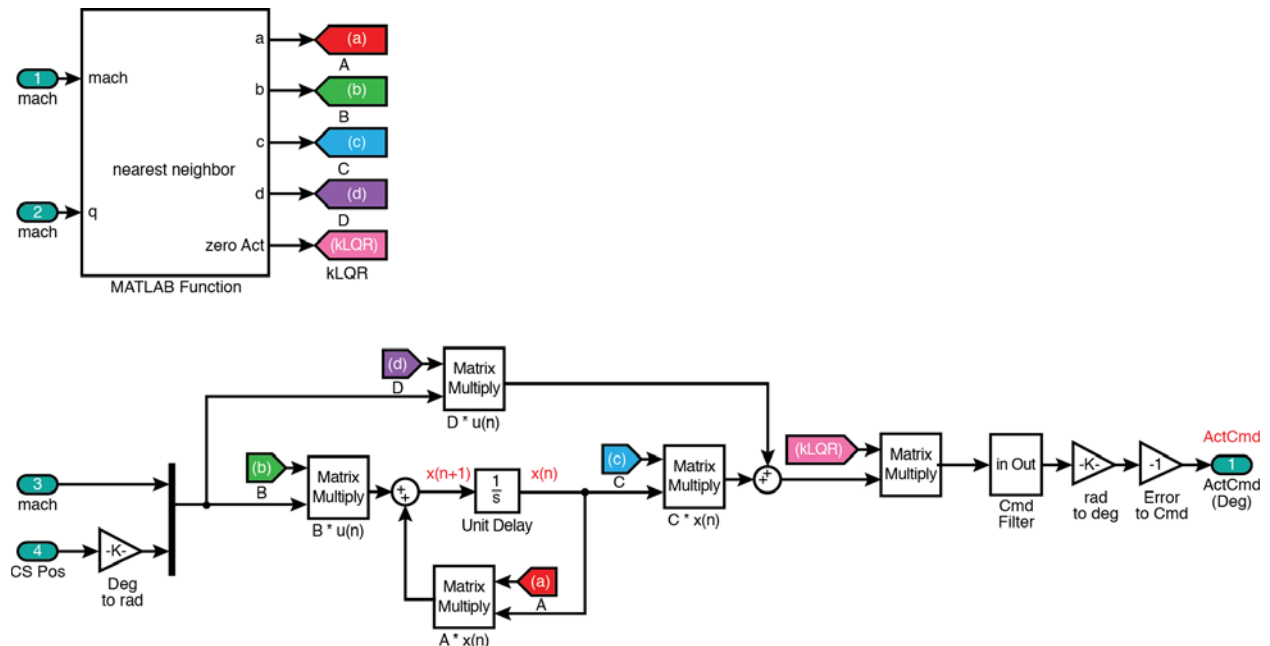 a
(a)
A
1
mach
mach
b
(b)
B
c
(c)
C
nearest neighbor
d
(d)
D
2
q
mach
zero Act
(kLQR)
kLQR
MATLAB Function
(d)
D
Matrix
Multiply
D * u(n)
(b)
B
Matrix
Multiply
B * u(n)
3
mach
4
CS Pos
-K-
Deg
to rad
+
+
x(n+1)
1
s
Unit Delay
x(n)
Matrix
Multiply
A * x(n)
(a)
A
(c)
C
Matrix
Multiply
C * x(n)
+
+
(kLQR)
Matrix
Multiply
in Out
Cmd
Filter
-K-
rad
to deg
-1
Error
to Cmd
ActCmd
1
ActCmd
(Deg)